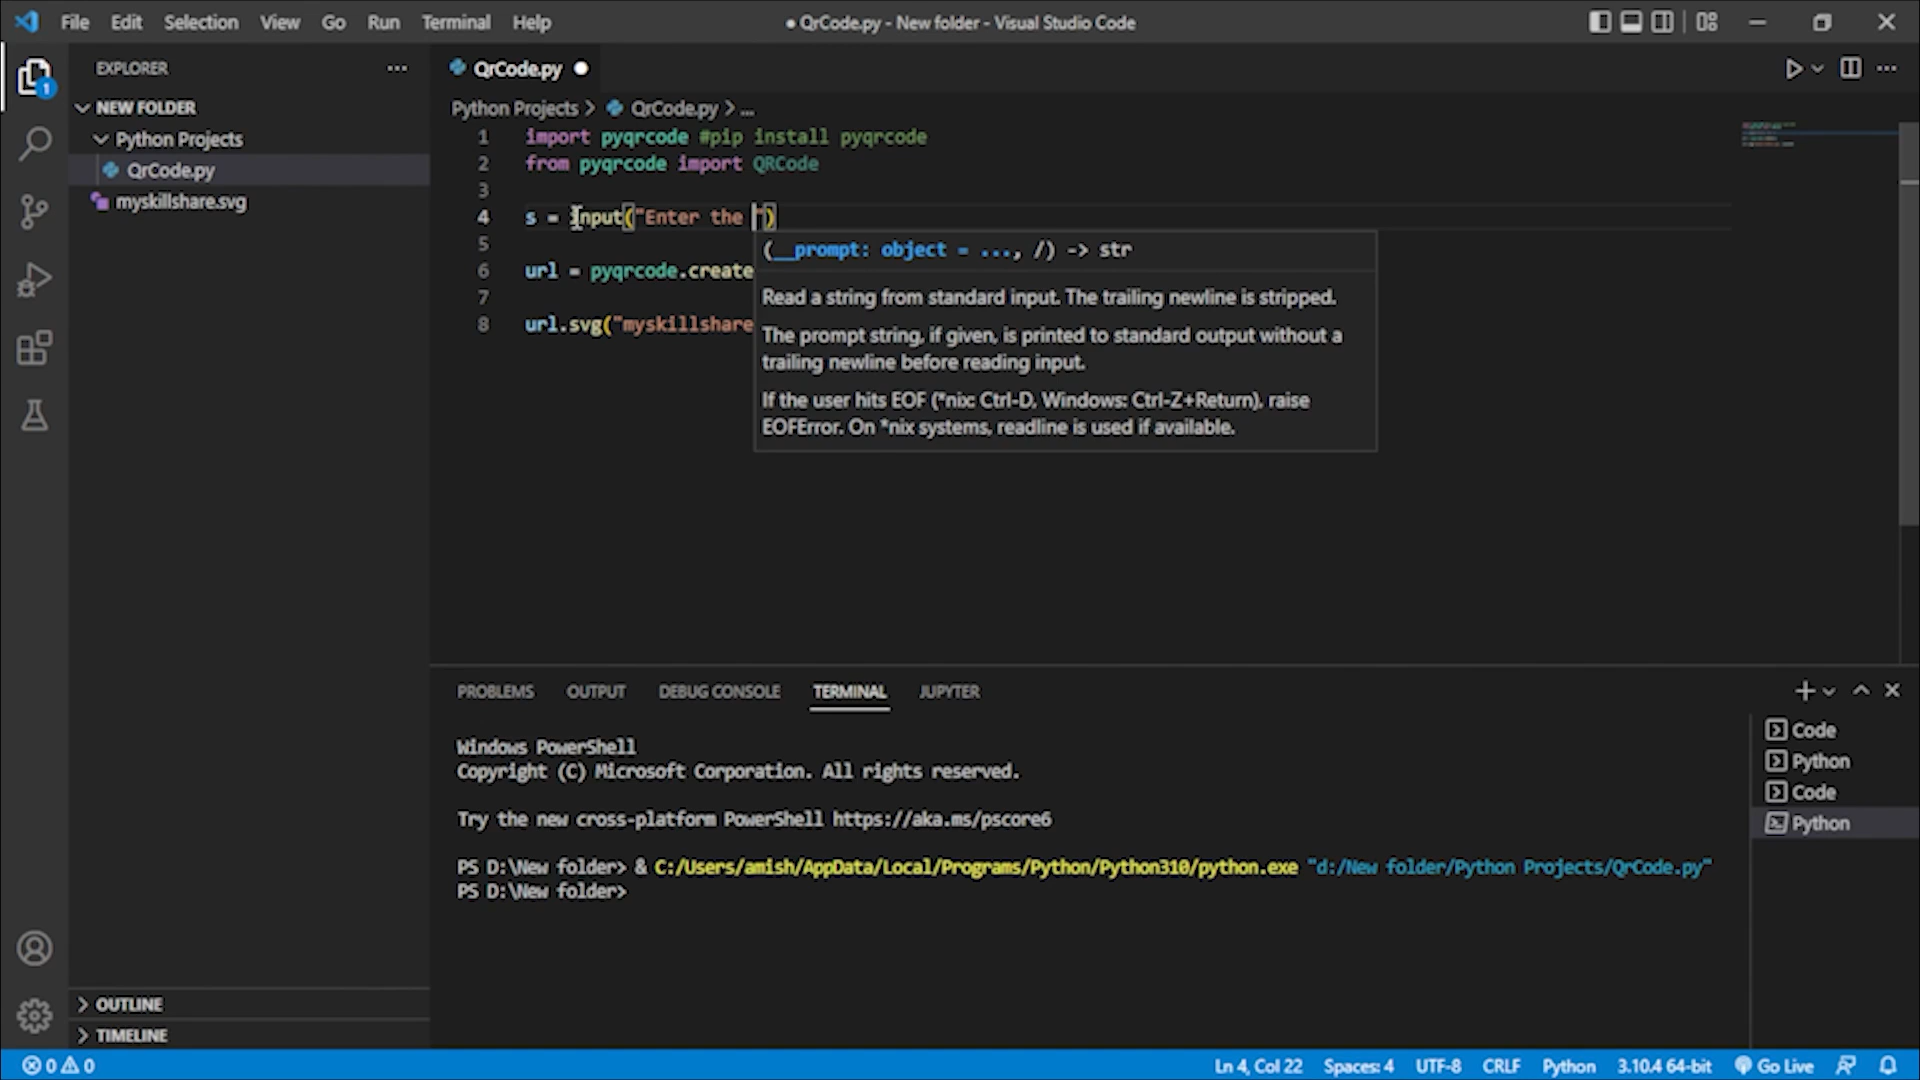 File Edit Selection View Go Run Terminal Help
● QrCode.py - New folder - Visual Studio Code
EXPLORER
NEW FOLDER
Python Projects
QrCode.py
myskillshare.svg
OUTLINE
TIMELINE
1
QrCode.py
Python Projects > QrCode.py > ...
1 import pyqrcode #pip install pyqrcode
2 from pyqrcode import QRCode
3
4 s = input("Enter the ")
5
6 url = pyqrcode.create
7
8 url.svg("myskillshare
(__prompt: object = ..., /) -> str
Read a string from standard input. The trailing newline is stripped.
The prompt string, if given, is printed to standard output without a
trailing newline before reading input.
If the user hits EOF (*nix: Ctrl-D, Windows: Ctrl-Z+Return), raise
EOFError. On *nix systems, readline is used if available.
PROBLEMS OUTPUT DEBUG CONSOLE TERMINAL JUPYTER
Windows PowerShell
Copyright (C) Microsoft Corporation. All rights reserved.
Try the new cross-platform PowerShell https://aka.ms/pscore6
PS D:\New folder> & C:/Users/amish/AppData/Local/Programs/Python/Python310/python.exe "d:/New folder/Python Projects/QrCode.py"
PS D:\New folder>
Code
Python
Code
Python
0 0
Ln 4, Col 22 Spaces: 4 UTF-8 CRLF Python 3.10.4 64-bit Go Live